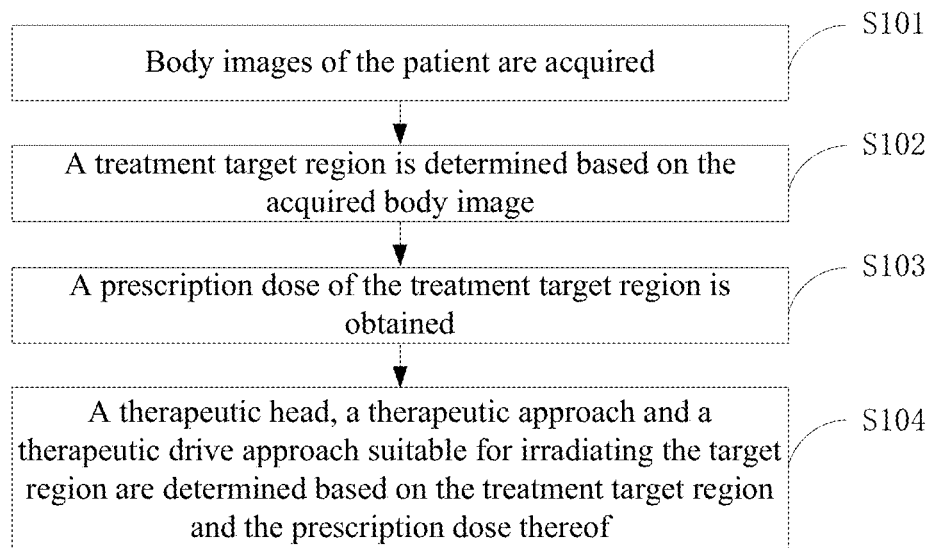 S101
Body images of the patient are acquired
S102
A treatment target region is determined based on the
acquired body image
S103
A prescription dose of the treatment target region is
obtained
S104
A therapeutic head, a therapeutic approach and a
therapeutic drive approach suitable for irradiating the target
region are determined based on the treatment target region
and the prescription dose thereof